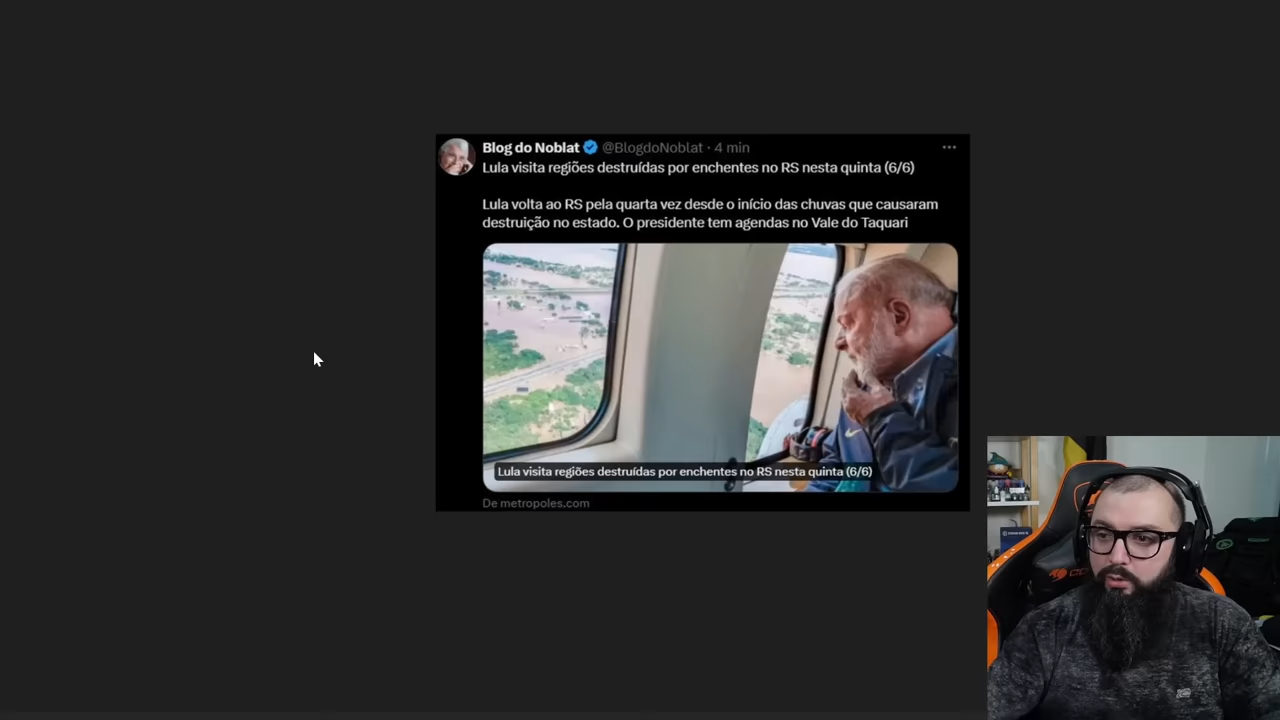 Blog do Noblat @BlogdoNoblat · 4 min
Lula visita regiões destruídas por enchentes no RS nesta quinta (6/6)
Lula volta ao RS pela quarta vez desde o início das chuvas que causaram
destruição no estado. O presidente tem agendas no Vale do Taquari
Lula visita regiões destruídas por enchentes no RS nesta quinta (6/6)
De metropoles.com